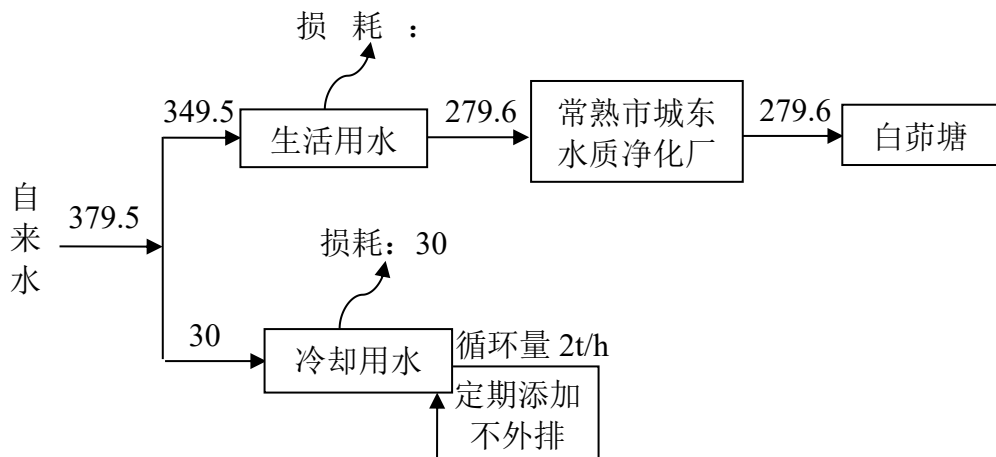 损 耗 ：
349.5
生活用水
279.6
常熟市城东
水质净化厂
279.6
白茆塘
自
来
水
379.5
损耗：30
30
冷却用水
循环量 2t/h
定期添加
不外排